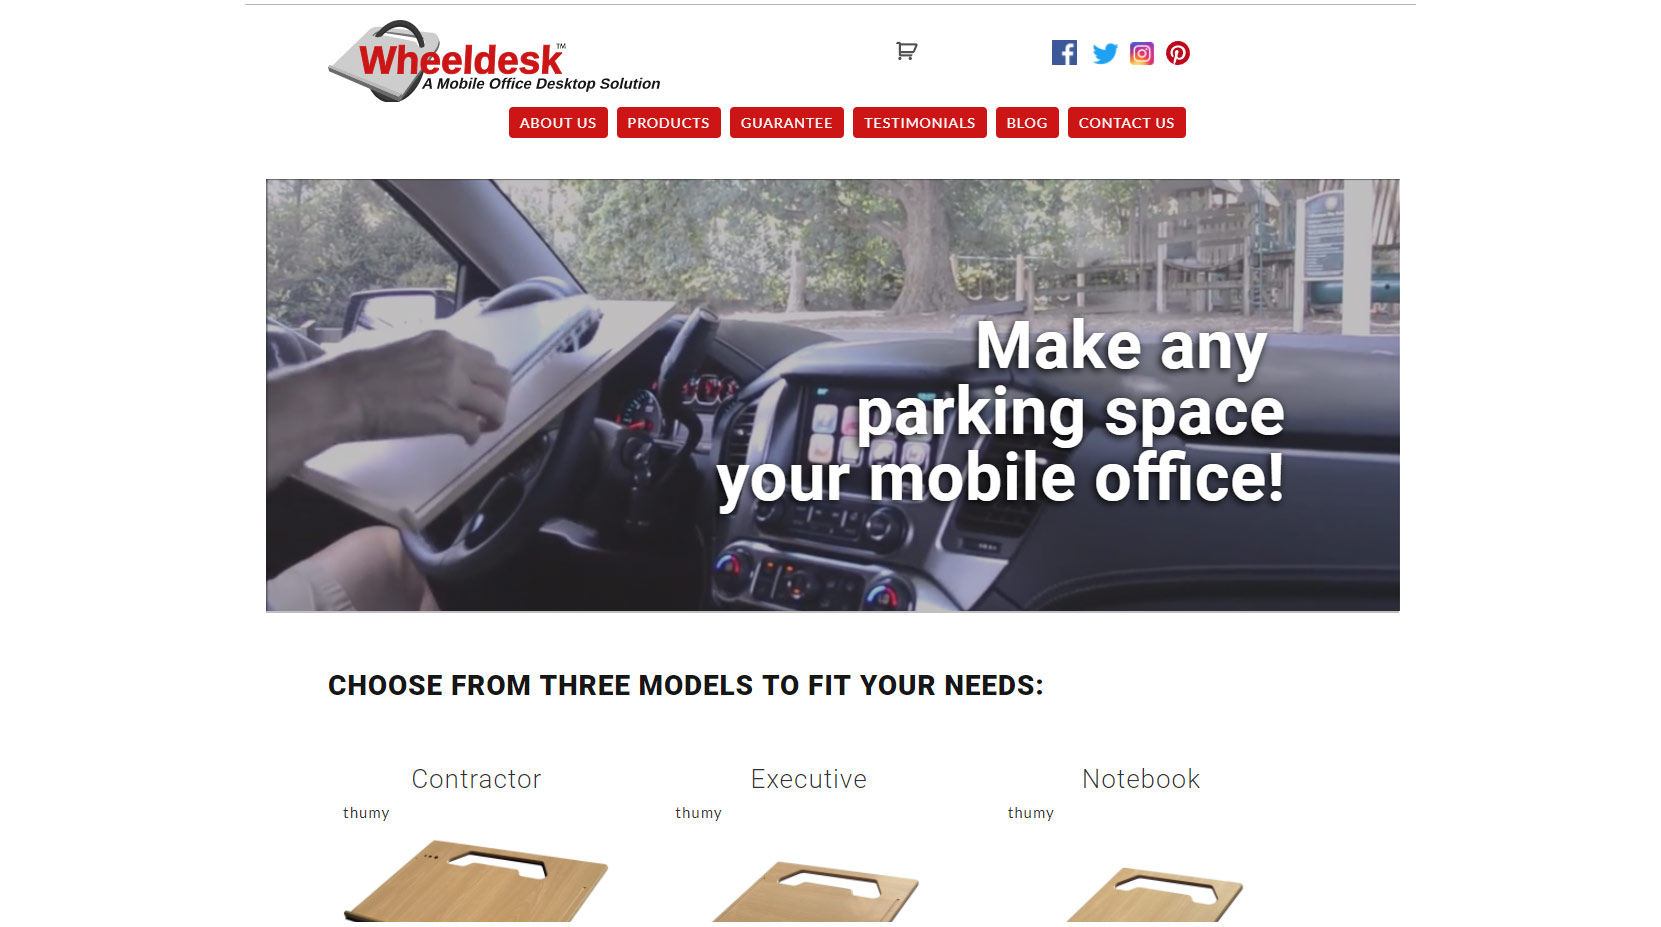 Wheeldesk™
A Mobile Office Desktop Solution
ABOUT US PRODUCTS GUARANTEE TESTIMONIALS BLOG CONTACT US
Make any
parking space
your mobile office!
CHOOSE FROM THREE MODELS TO FIT YOUR NEEDS:
Contractor Executive Notebook
thumy thumy thumy